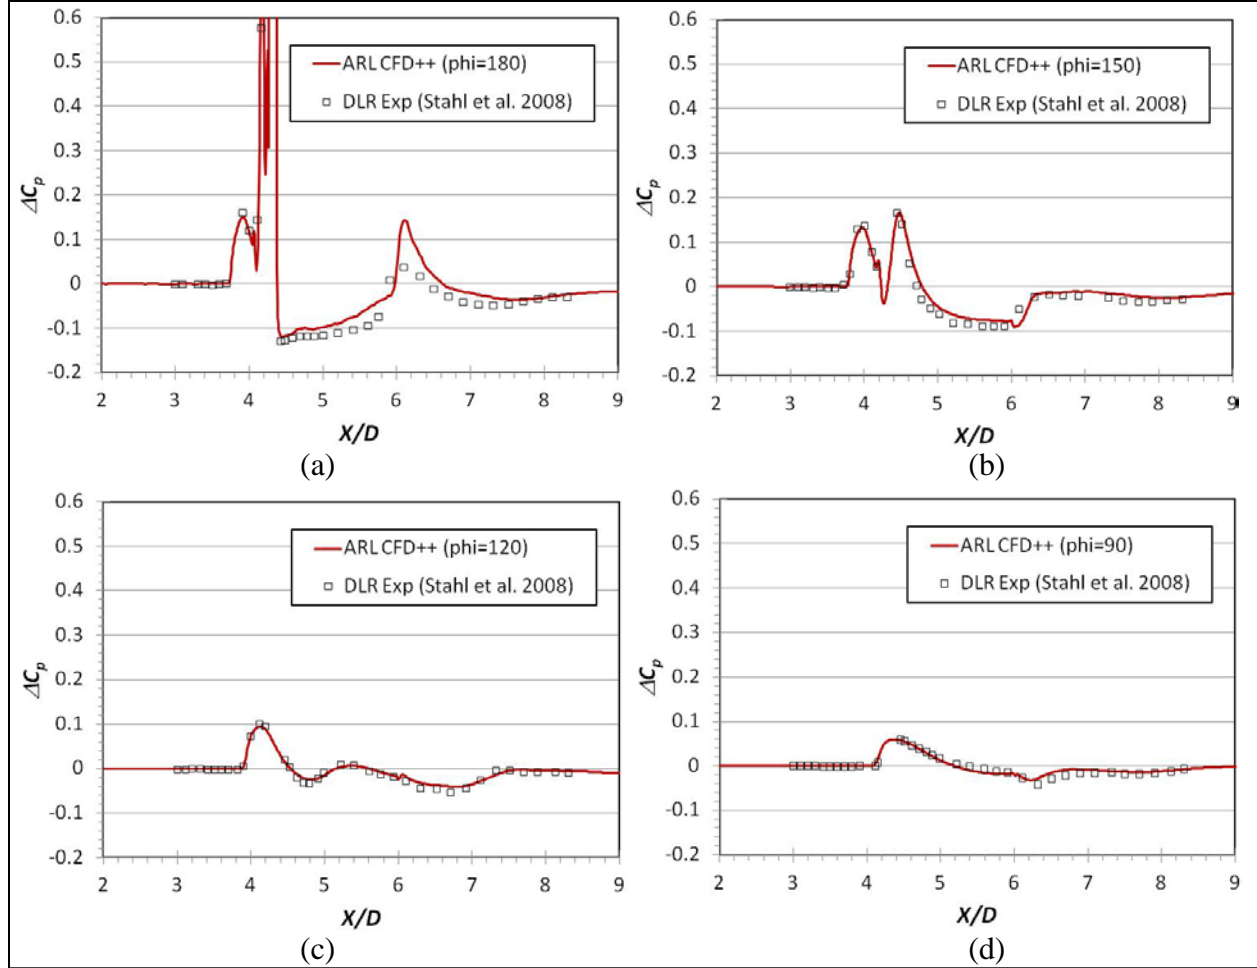 0.6
0.5
0.4
0.3
0.2
0.1
0
-0.1
-0.2
ΔCp
ARL CFD++ (phi=180)
DLR Exp (Stahl et al. 2008)
2 3 4 5 6 7 8 9
X/D
(a)
0.6
0.5
0.4
0.3
0.2
0.1
0
-0.1
-0.2
ΔCp
ARL CFD++ (phi=150)
DLR Exp (Stahl et al. 2008)
2 3 4 5 6 7 8 9
X/D
(b)
0.6
0.5
0.4
0.3
0.2
0.1
0
-0.1
-0.2
ΔCp
ARL CFD++ (phi=120)
DLR Exp (Stahl et al. 2008)
2 3 4 5 6 7 8 9
X/D
(c)
0.6
0.5
0.4
0.3
0.2
0.1
0
-0.1
-0.2
ΔCp
ARL CFD++ (phi=90)
DLR Exp (Stahl et al. 2008)
2 3 4 5 6 7 8 9
X/D
(d)